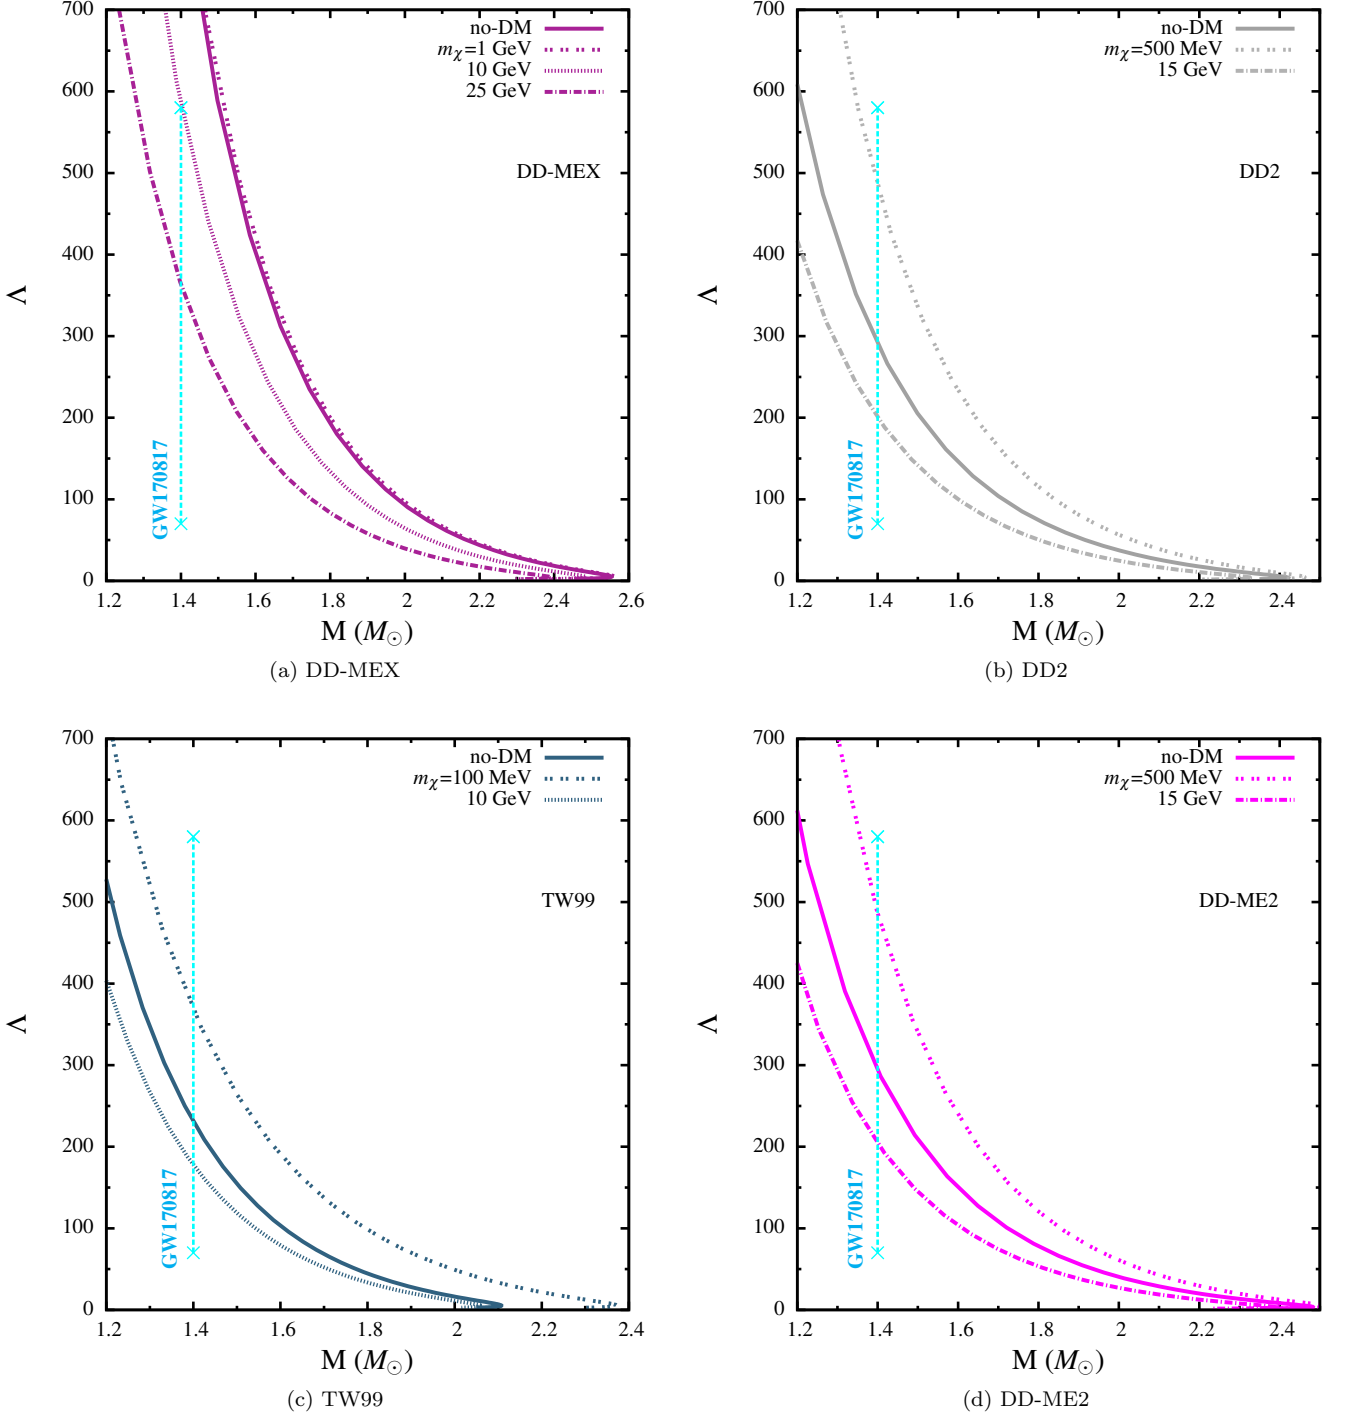 700
600
500
400
300
200
100
0
Λ
no-DM
mχ=1 GeV
10 GeV
25 GeV
DD-MEX
GW170817
1.2 1.4 1.6 1.8 2 2.2 2.4 2.6
M (M☉)
(a) DD-MEX
700
600
500
400
300
200
100
0
Λ
no-DM
mχ=500 MeV
15 GeV
DD2
GW170817
1.2 1.4 1.6 1.8 2 2.2 2.4
M (M☉)
(b) DD2
700
600
500
400
300
200
100
0
Λ
no-DM
mχ=100 MeV
10 GeV
TW99
GW170817
1.2 1.4 1.6 1.8 2 2.2 2.4
M (M☉)
(c) TW99
700
600
500
400
300
200
100
0
Λ
no-DM
mχ=500 MeV
15 GeV
DD-ME2
GW170817
1.2 1.4 1.6 1.8 2 2.2 2.4
M (M☉)
(d) DD-ME2